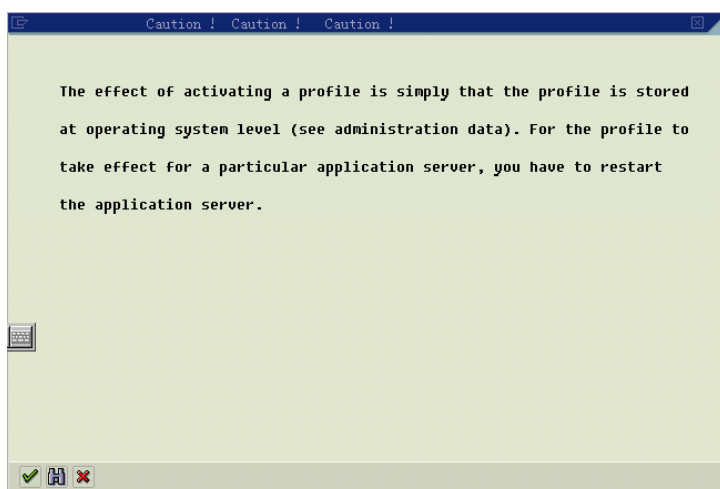 Caution ! Caution ! Caution !
The effect of activating a profile is simply that the profile is stored
at operating system level (see administration data). For the profile to
take effect for a particular application server, you have to restart
the application server.